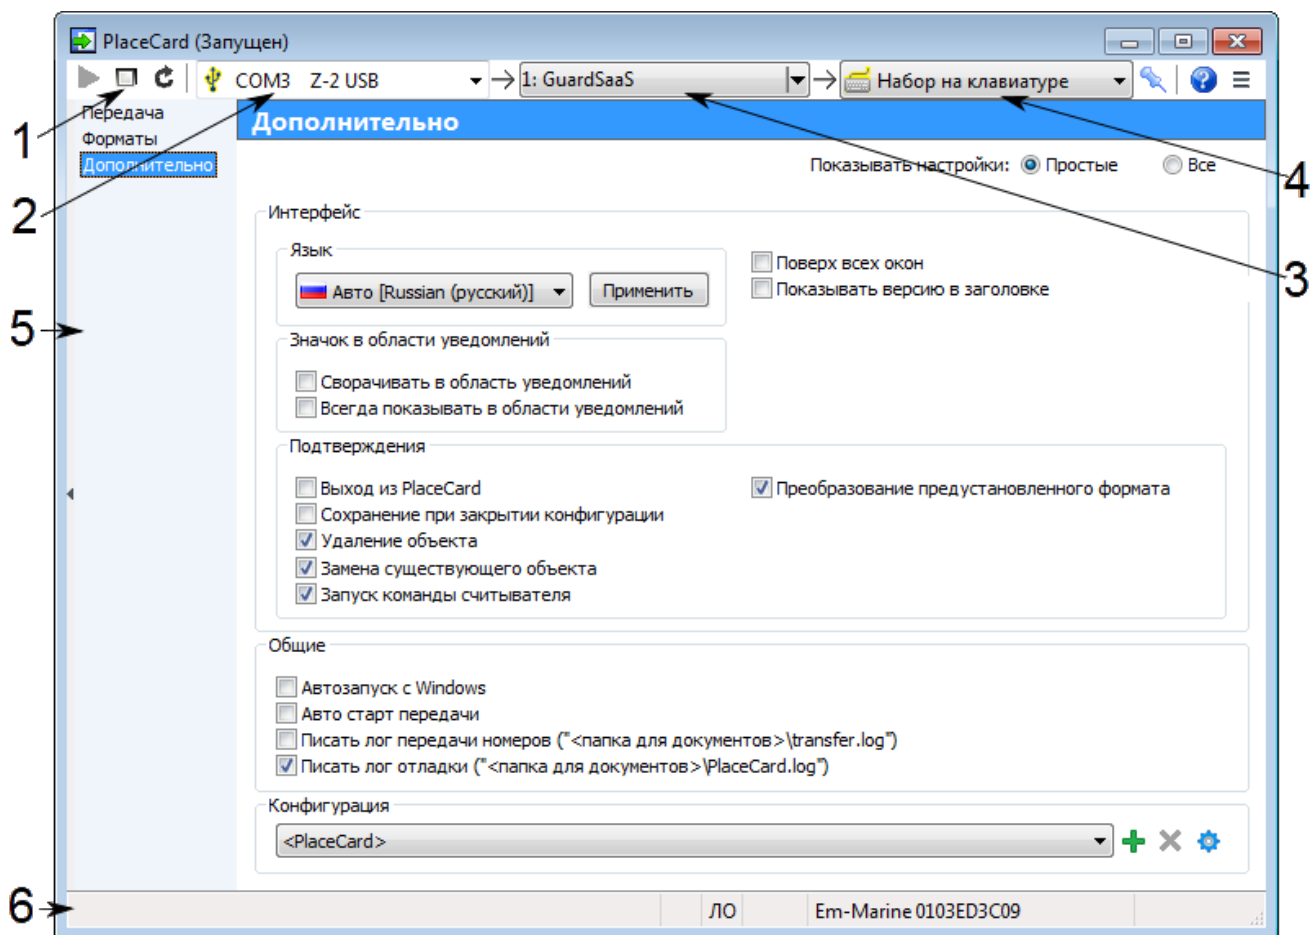 PlaceCard (Запущен)
COM3 Z-2 USB
1: GuardSaaS
Набор на клавиатуре
1
Передача
Форматы
Дополнительно
Дополнительно
Показывать настройки: Простые Все
4
2
Интерфейс
Язык
Авто [Russian (русский)]
Применить
Поверх всех окон
Показывать версию в заголовке
3
5
Значок в области уведомлений
Сворачивать в область уведомлений
Всегда показывать в области уведомлений
Подтверждения
Выход из PlaceCard
Преобразование предустановленного формата
Сохранение при закрытии конфигурации
Удаление объекта
Замена существующего объекта
Запуск команды считывателя
Общие
Автозапуск с Windows
Авто старт передачи
Писать лог передачи номеров ("<папка для документов>\transfer.log")
Писать лог отладки ("<папка для документов>\PlaceCard.log")
Конфигурация
<PlaceCard>
6
ЛО
Em-Marine 0103ED3C09